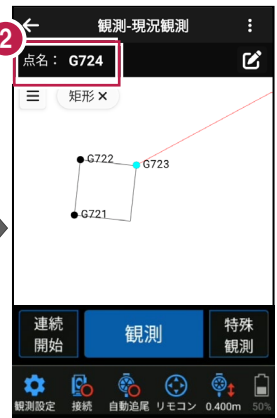 2
観測-現況観測
点名： G724
矩形×
G722
G723
G721
連続
開始
観測
特殊
観測
観測設定 接続 自動追尾 リモコン 0.400m 50%